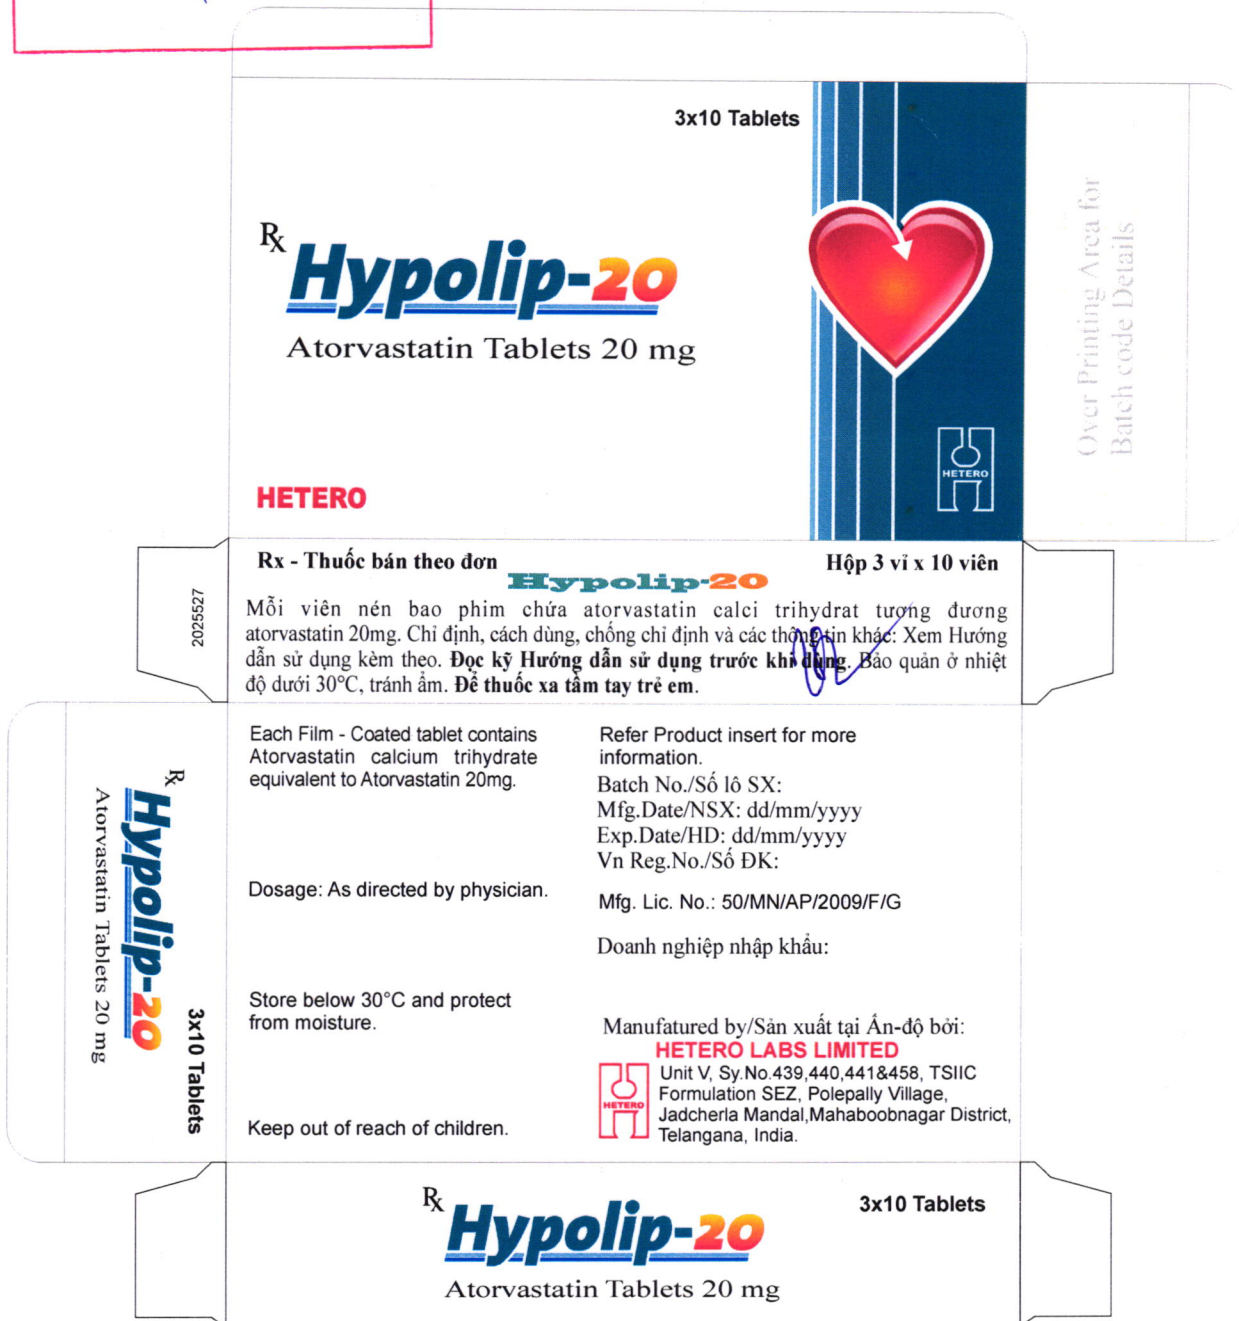 3x10 Tablets
Rx
Hypolip-20
Atorvastatin Tablets 20 mg
HETERO
HETERO
Over Printing Area for
Batch code Details
Rx - Thuốc bán theo đơn
Hypolip-20
Hộp 3 vỉ x 10 viên
2025527
Mỗi viên nén bao phim chứa atorvastatin calci trihydrat tương đương
atorvastatin 20mg. Chỉ định, cách dùng, chống chỉ định và các thông tin khác: Xem Hướng
dẫn sử dụng kèm theo. Đọc kỹ Hướng dẫn sử dụng trước khi dùng. Bảo quản ở nhiệt
độ dưới 30°C, tránh ẩm. Để thuốc xa tầm tay trẻ em.
Rx
Hypolip-20
Atorvastatin Tablets 20 mg
3x10 Tablets
Each Film - Coated tablet contains
Atorvastatin calcium trihydrate
equivalent to Atorvastatin 20mg.
Dosage: As directed by physician.
Store below 30°C and protect
from moisture.
Keep out of reach of children.
Refer Product insert for more
information.
Batch No./Số lô SX:
Mfg.Date/NSX: dd/mm/yyyy
Exp.Date/HD: dd/mm/yyyy
Vn Reg.No./Số ĐK:
Mfg. Lic. No.: 50/MN/AP/2009/F/G
Doanh nghiệp nhập khẩu:
Manufatured by/Sản xuất tại Ấn-độ bởi:
HETERO LABS LIMITED
HETERO
Unit V, Sy.No.439,440,441&458, TSIIC
Formulation SEZ, Polepally Village,
Jadcherla Mandal,Mahaboobnagar District,
Telangana, India.
Rx
Hypolip-20
3x10 Tablets
Atorvastatin Tablets 20 mg